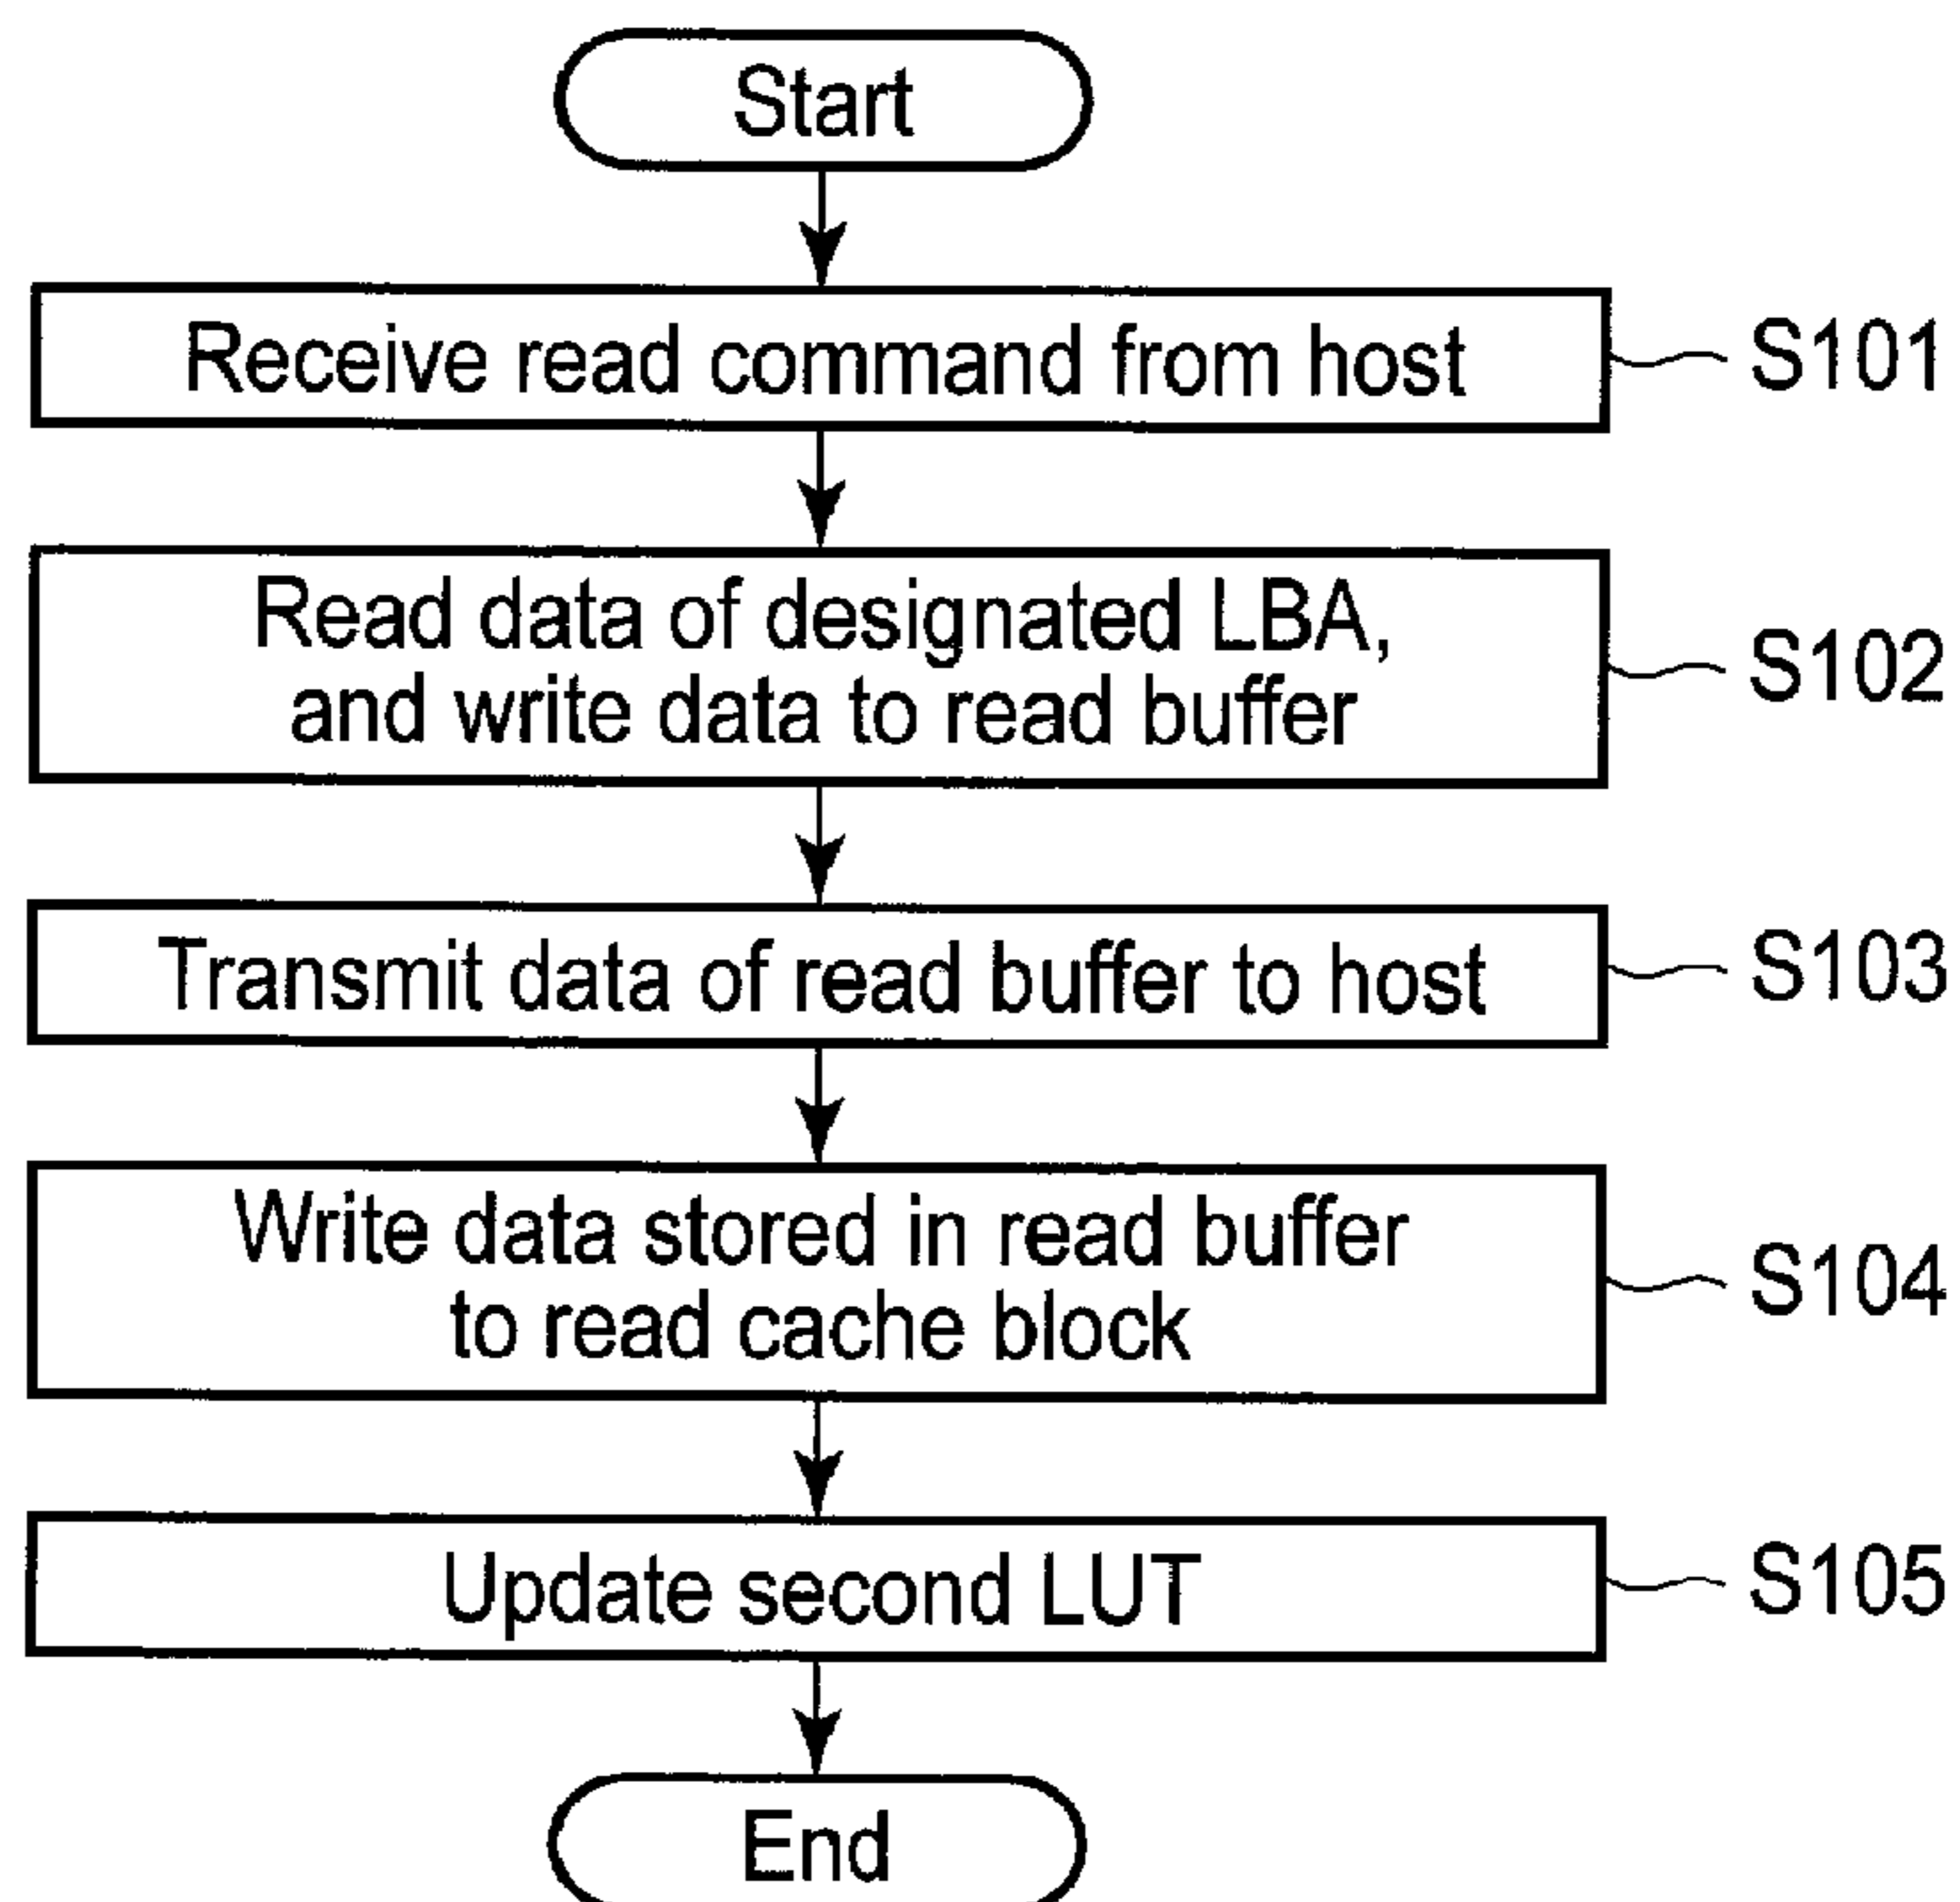 Start
Receive read command from host
S101
Read data of designated LBA,
and write data to read buffer
S102
Transmit data of read buffer to host
S103
Write data stored in read buffer
to read cache block
S104
Update second LUT
S105
End